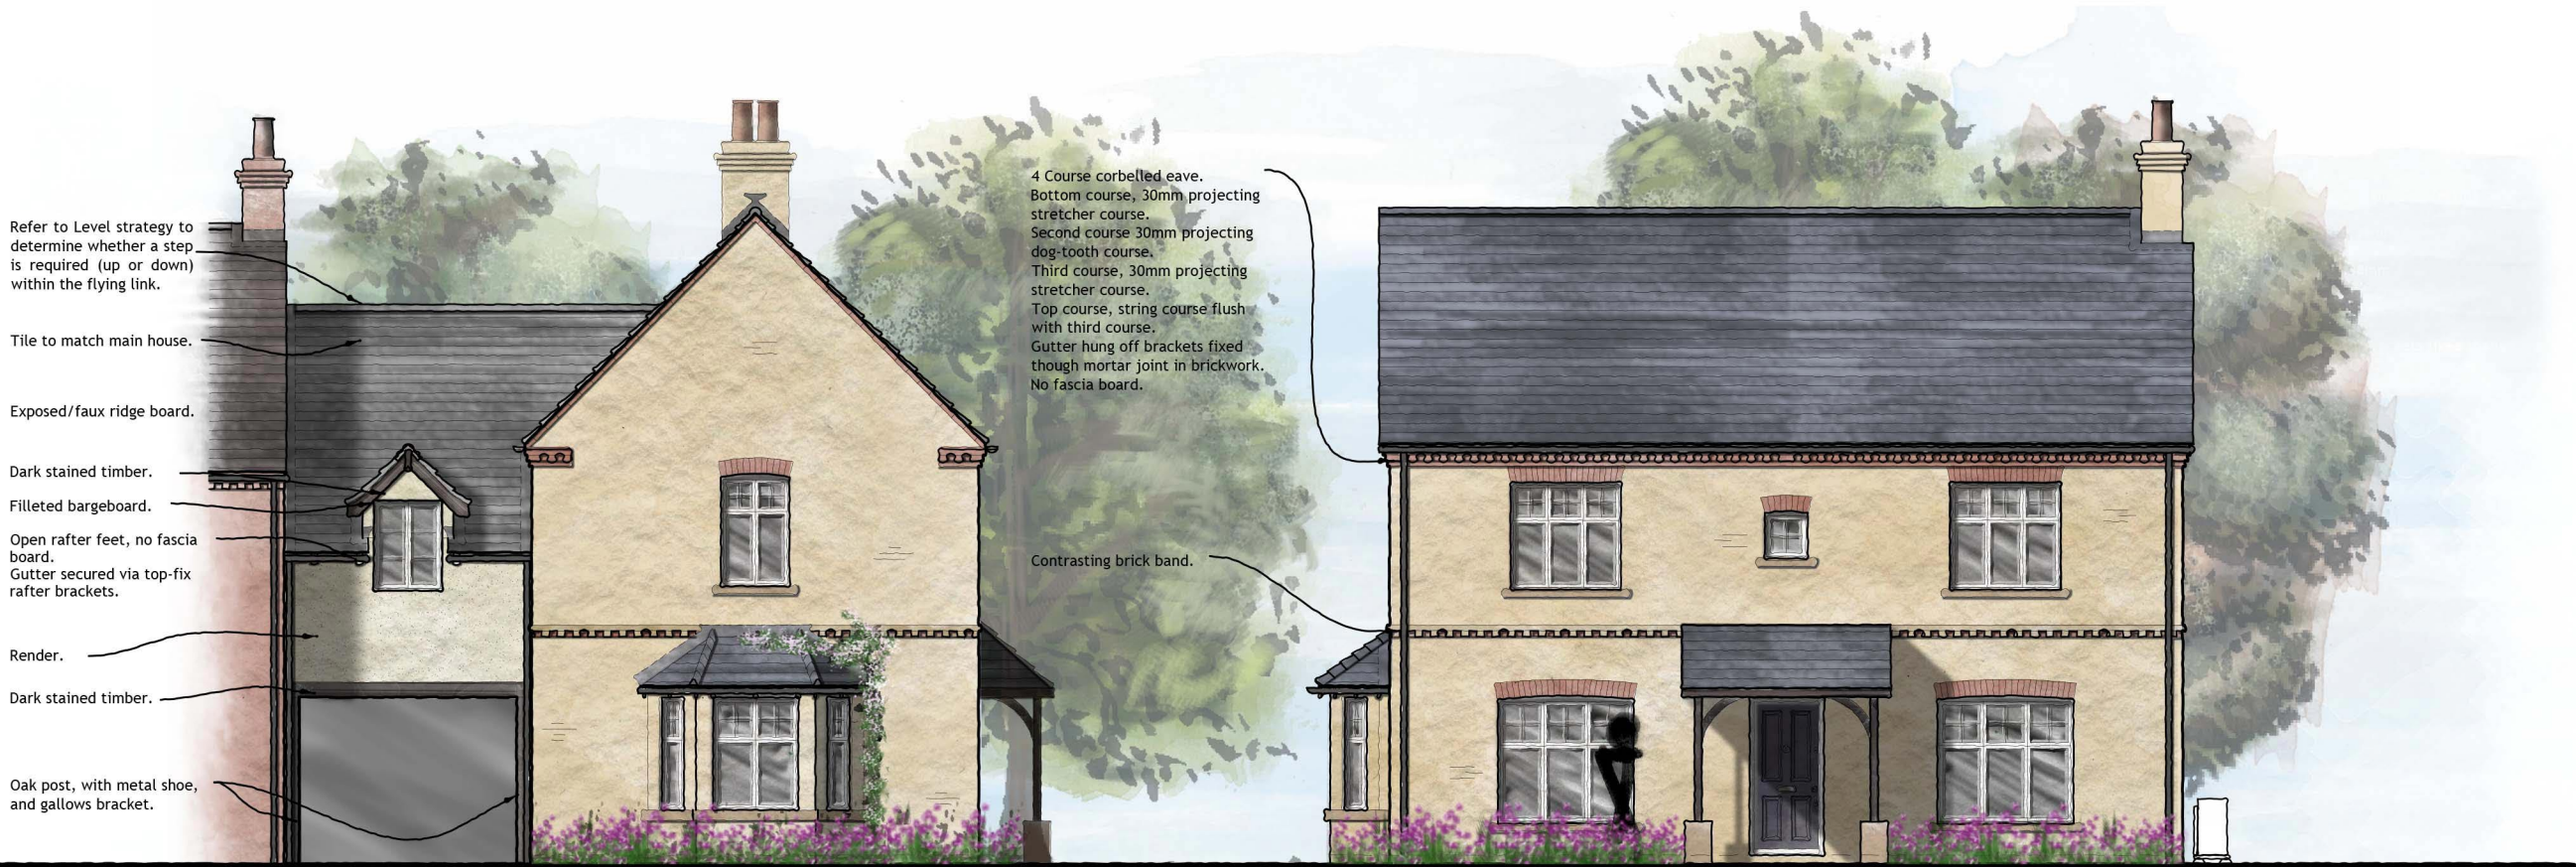 Refer to Level strategy to
determine whether a step
is required (up or down)
within the flying link.
Tile to match main house.
Exposed/faux ridge board.
Dark stained timber.
Filleted bargeboard.
Open rafter feet, no fascia
board.
Gutter secured via top-fix
rafter brackets.
Render.
Dark stained timber.
Oak post, with metal shoe,
and gallows bracket.
4 Course corbelled eave.
Bottom course, 30mm projecting
stretcher course.
Second course 30mm projecting
dog-tooth course.
Third course, 30mm projecting
stretcher course.
Top course, string course flush
with third course.
Gutter hung off brackets fixed
though mortar joint in brickwork.
No fascia board.
Contrasting brick band.